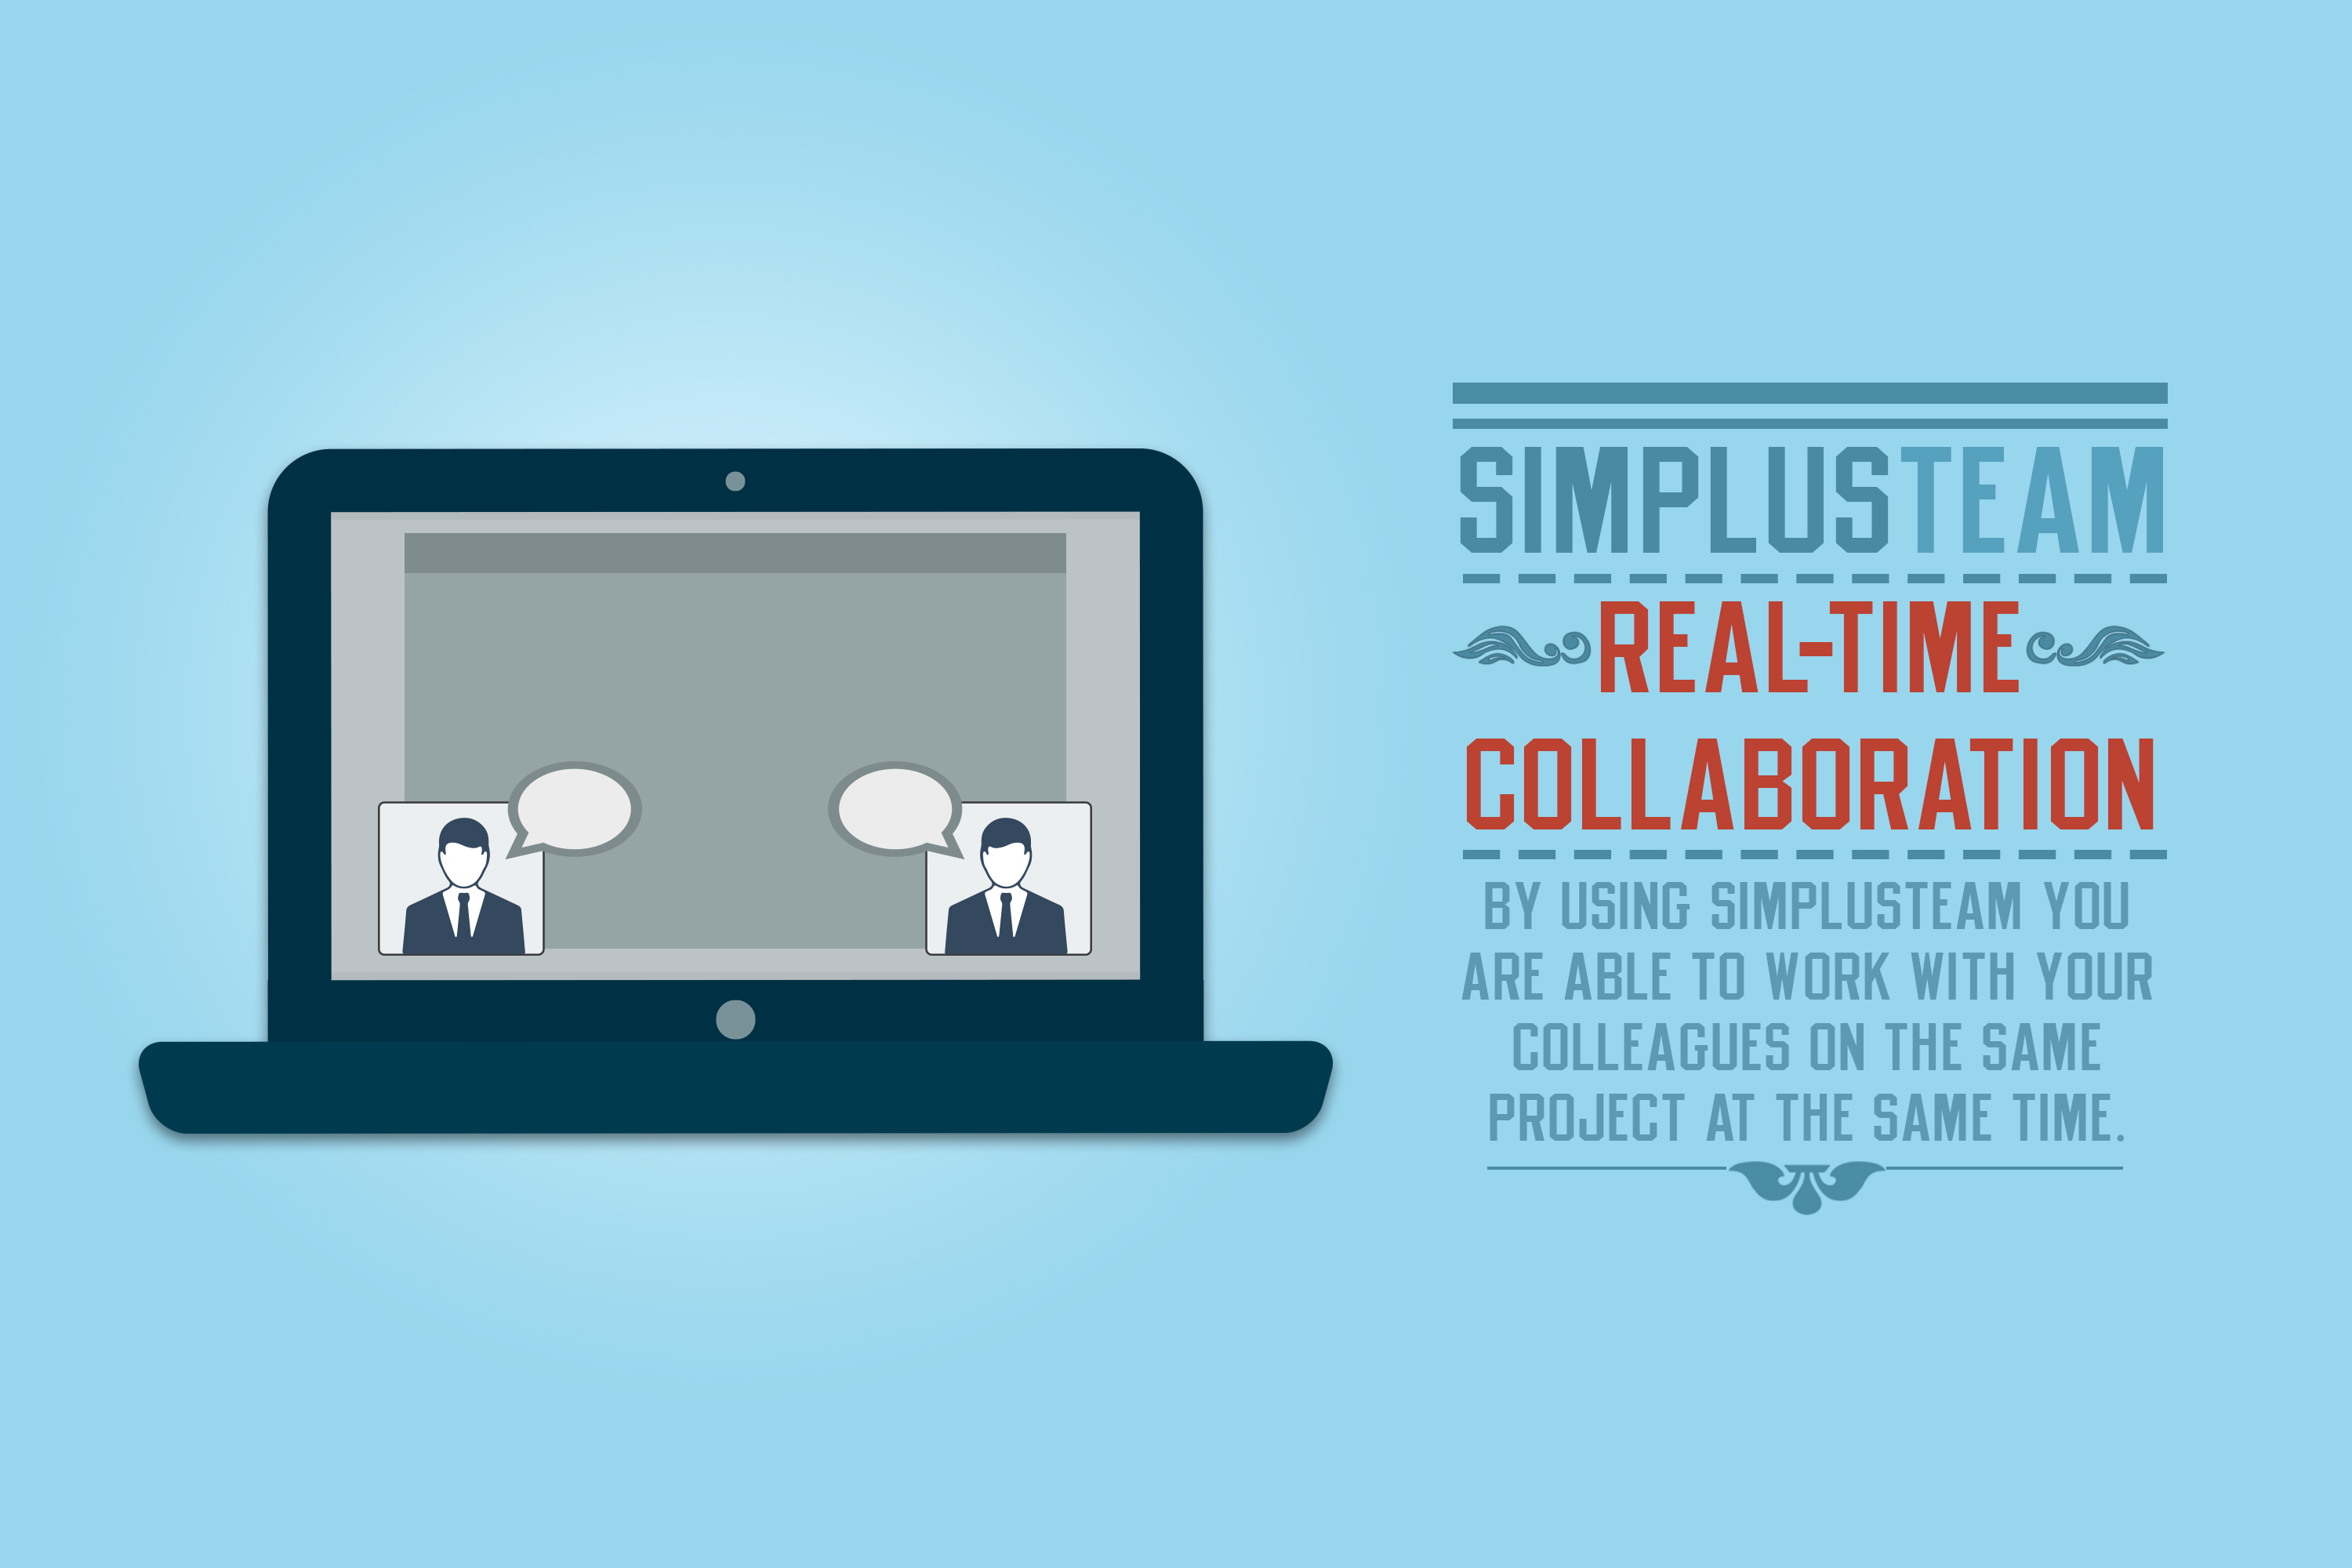 SIMPLUSTEAM
REAL-TIME
COLLABORATION
BY USING SIMPLUSTEAM YOU
ARE ABLE TO WORK WITH YOUR
COLLEAGUES ON THE SAME
PROJECT AT THE SAME TIME.